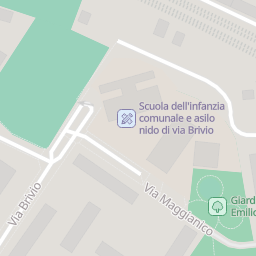 Scuola dell'infanzia
comunale e asilo
nido di via Brivio
Via Brivio
Via Maggianico
Giard
Emilio